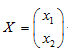 X = (x₁
x₂)